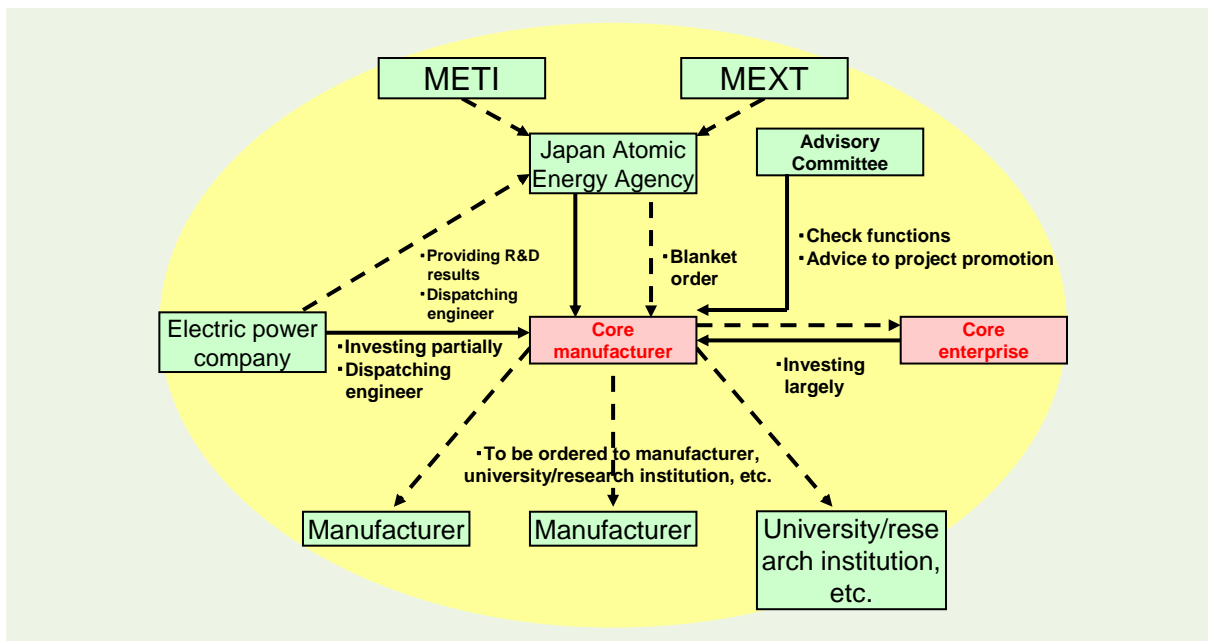 METI
MEXT
Japan Atomic
Energy Agency
Advisory
Committee
・Check functions
・Advice to project promotion
・Providing R&D
results
・Dispatching
engineer
・Blanket
order
Electric power
company
・Investing partially
・Dispatching
engineer
Core
manufacturer
Core
enterprise
・Investing
largely
・To be ordered to manufacturer,
university/research institution, etc.
Manufacturer
Manufacturer
University/rese
arch institution,
etc.